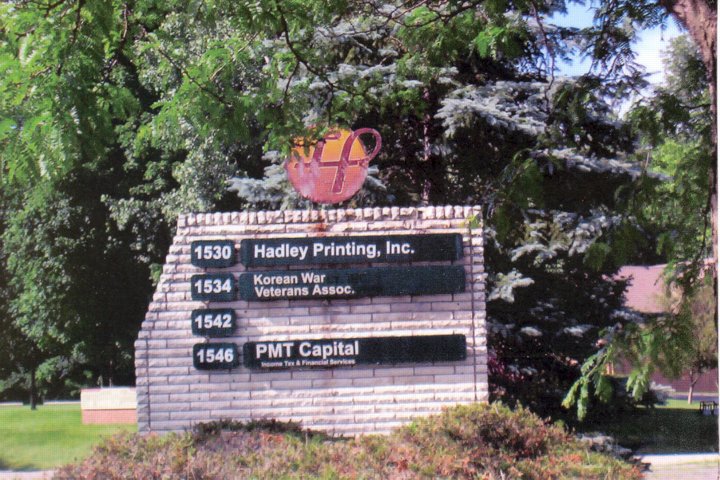 1530 Hadley Printing, Inc.
1534 Korean War
Veterans Assoc.
1542
1546 PMT Capital
Income Tax & Financial Services